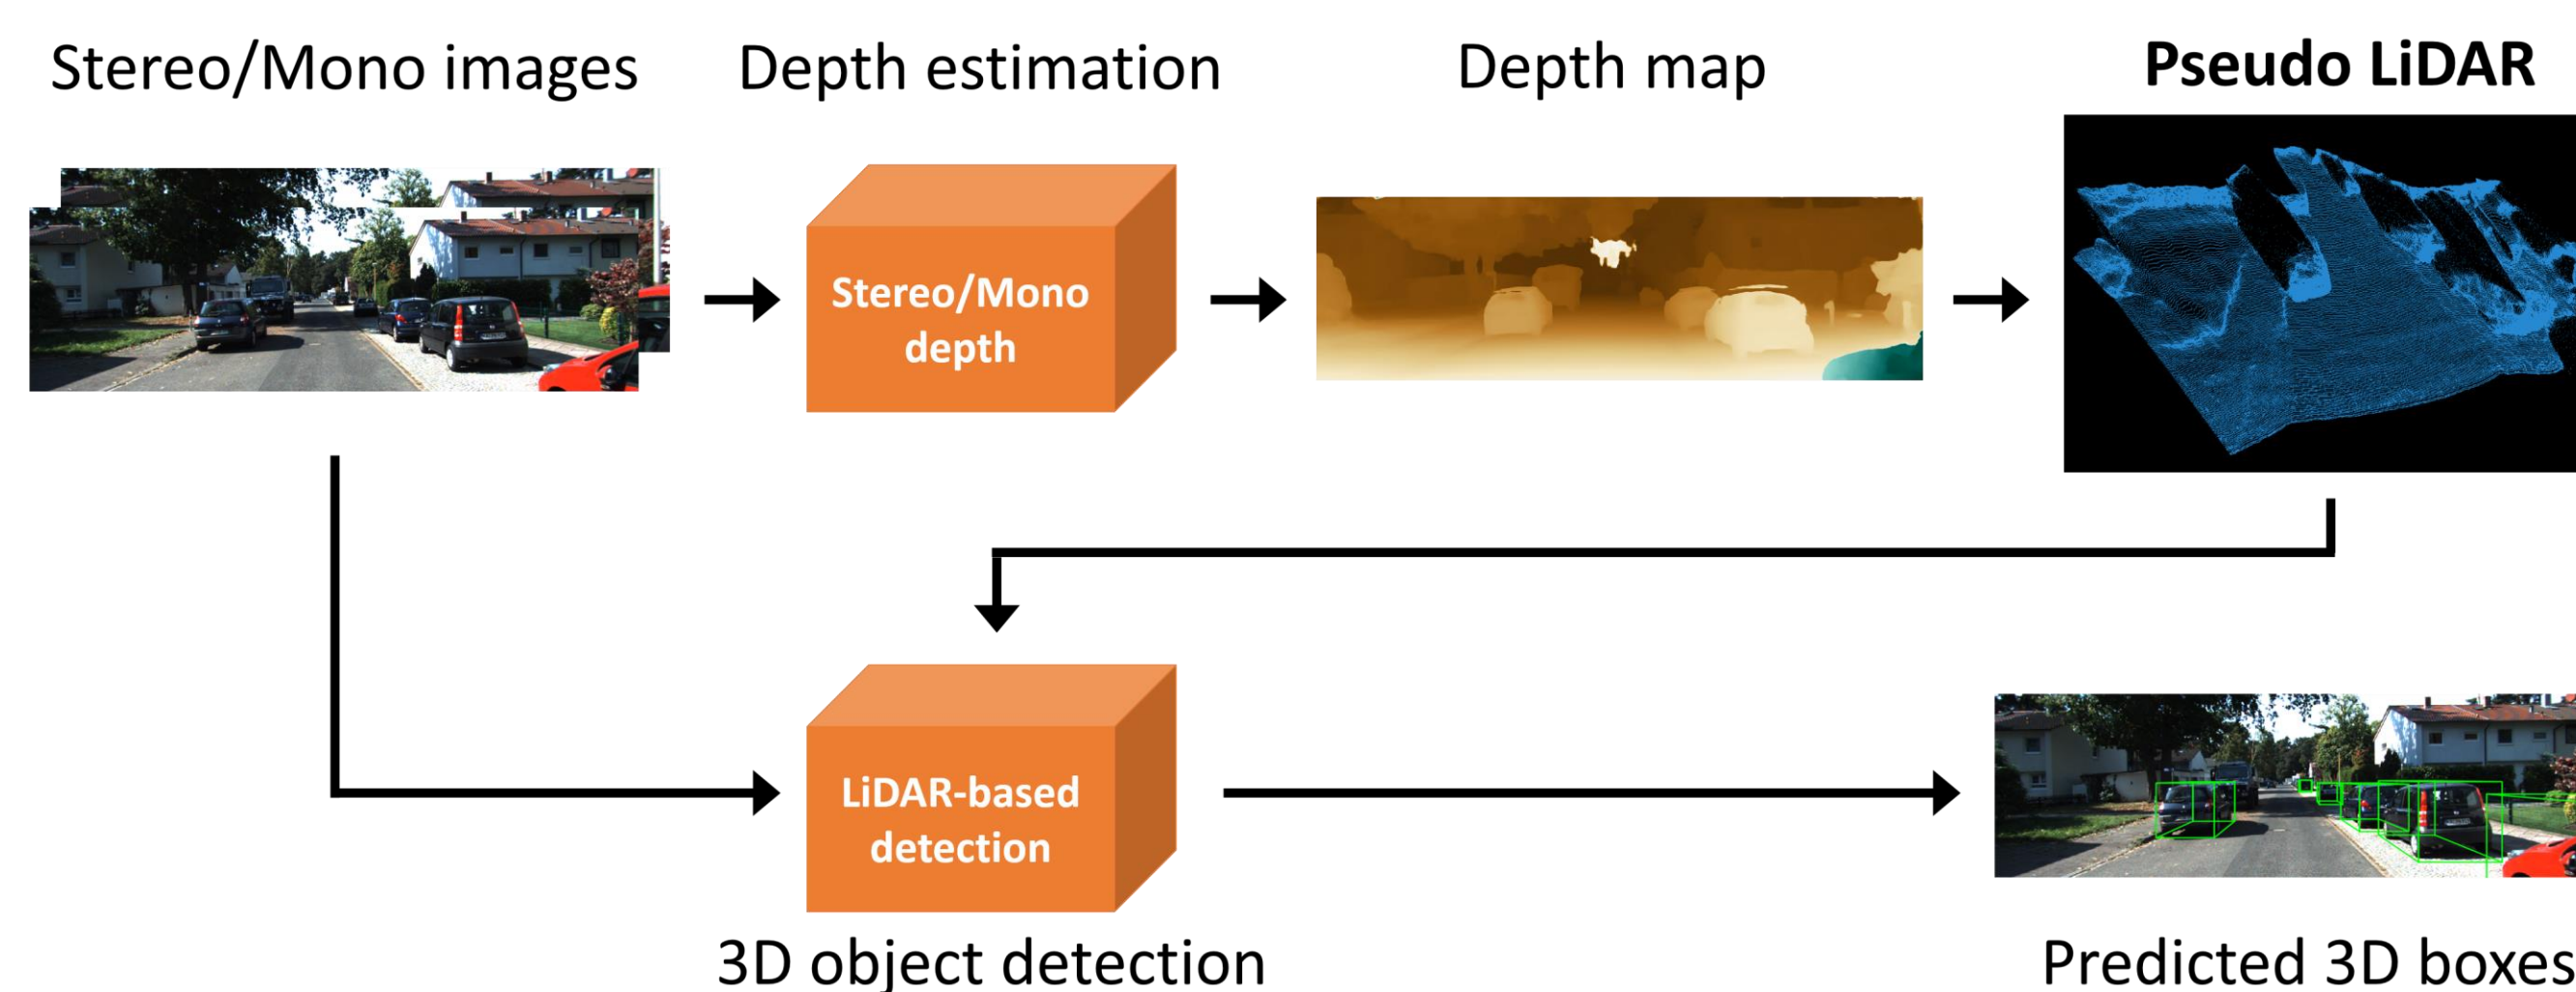 Stereo/Mono images
Depth estimation
Depth map
Pseudo LiDAR
Stereo/Mono
depth
LiDAR-based
detection
3D object detection
Predicted 3D boxes